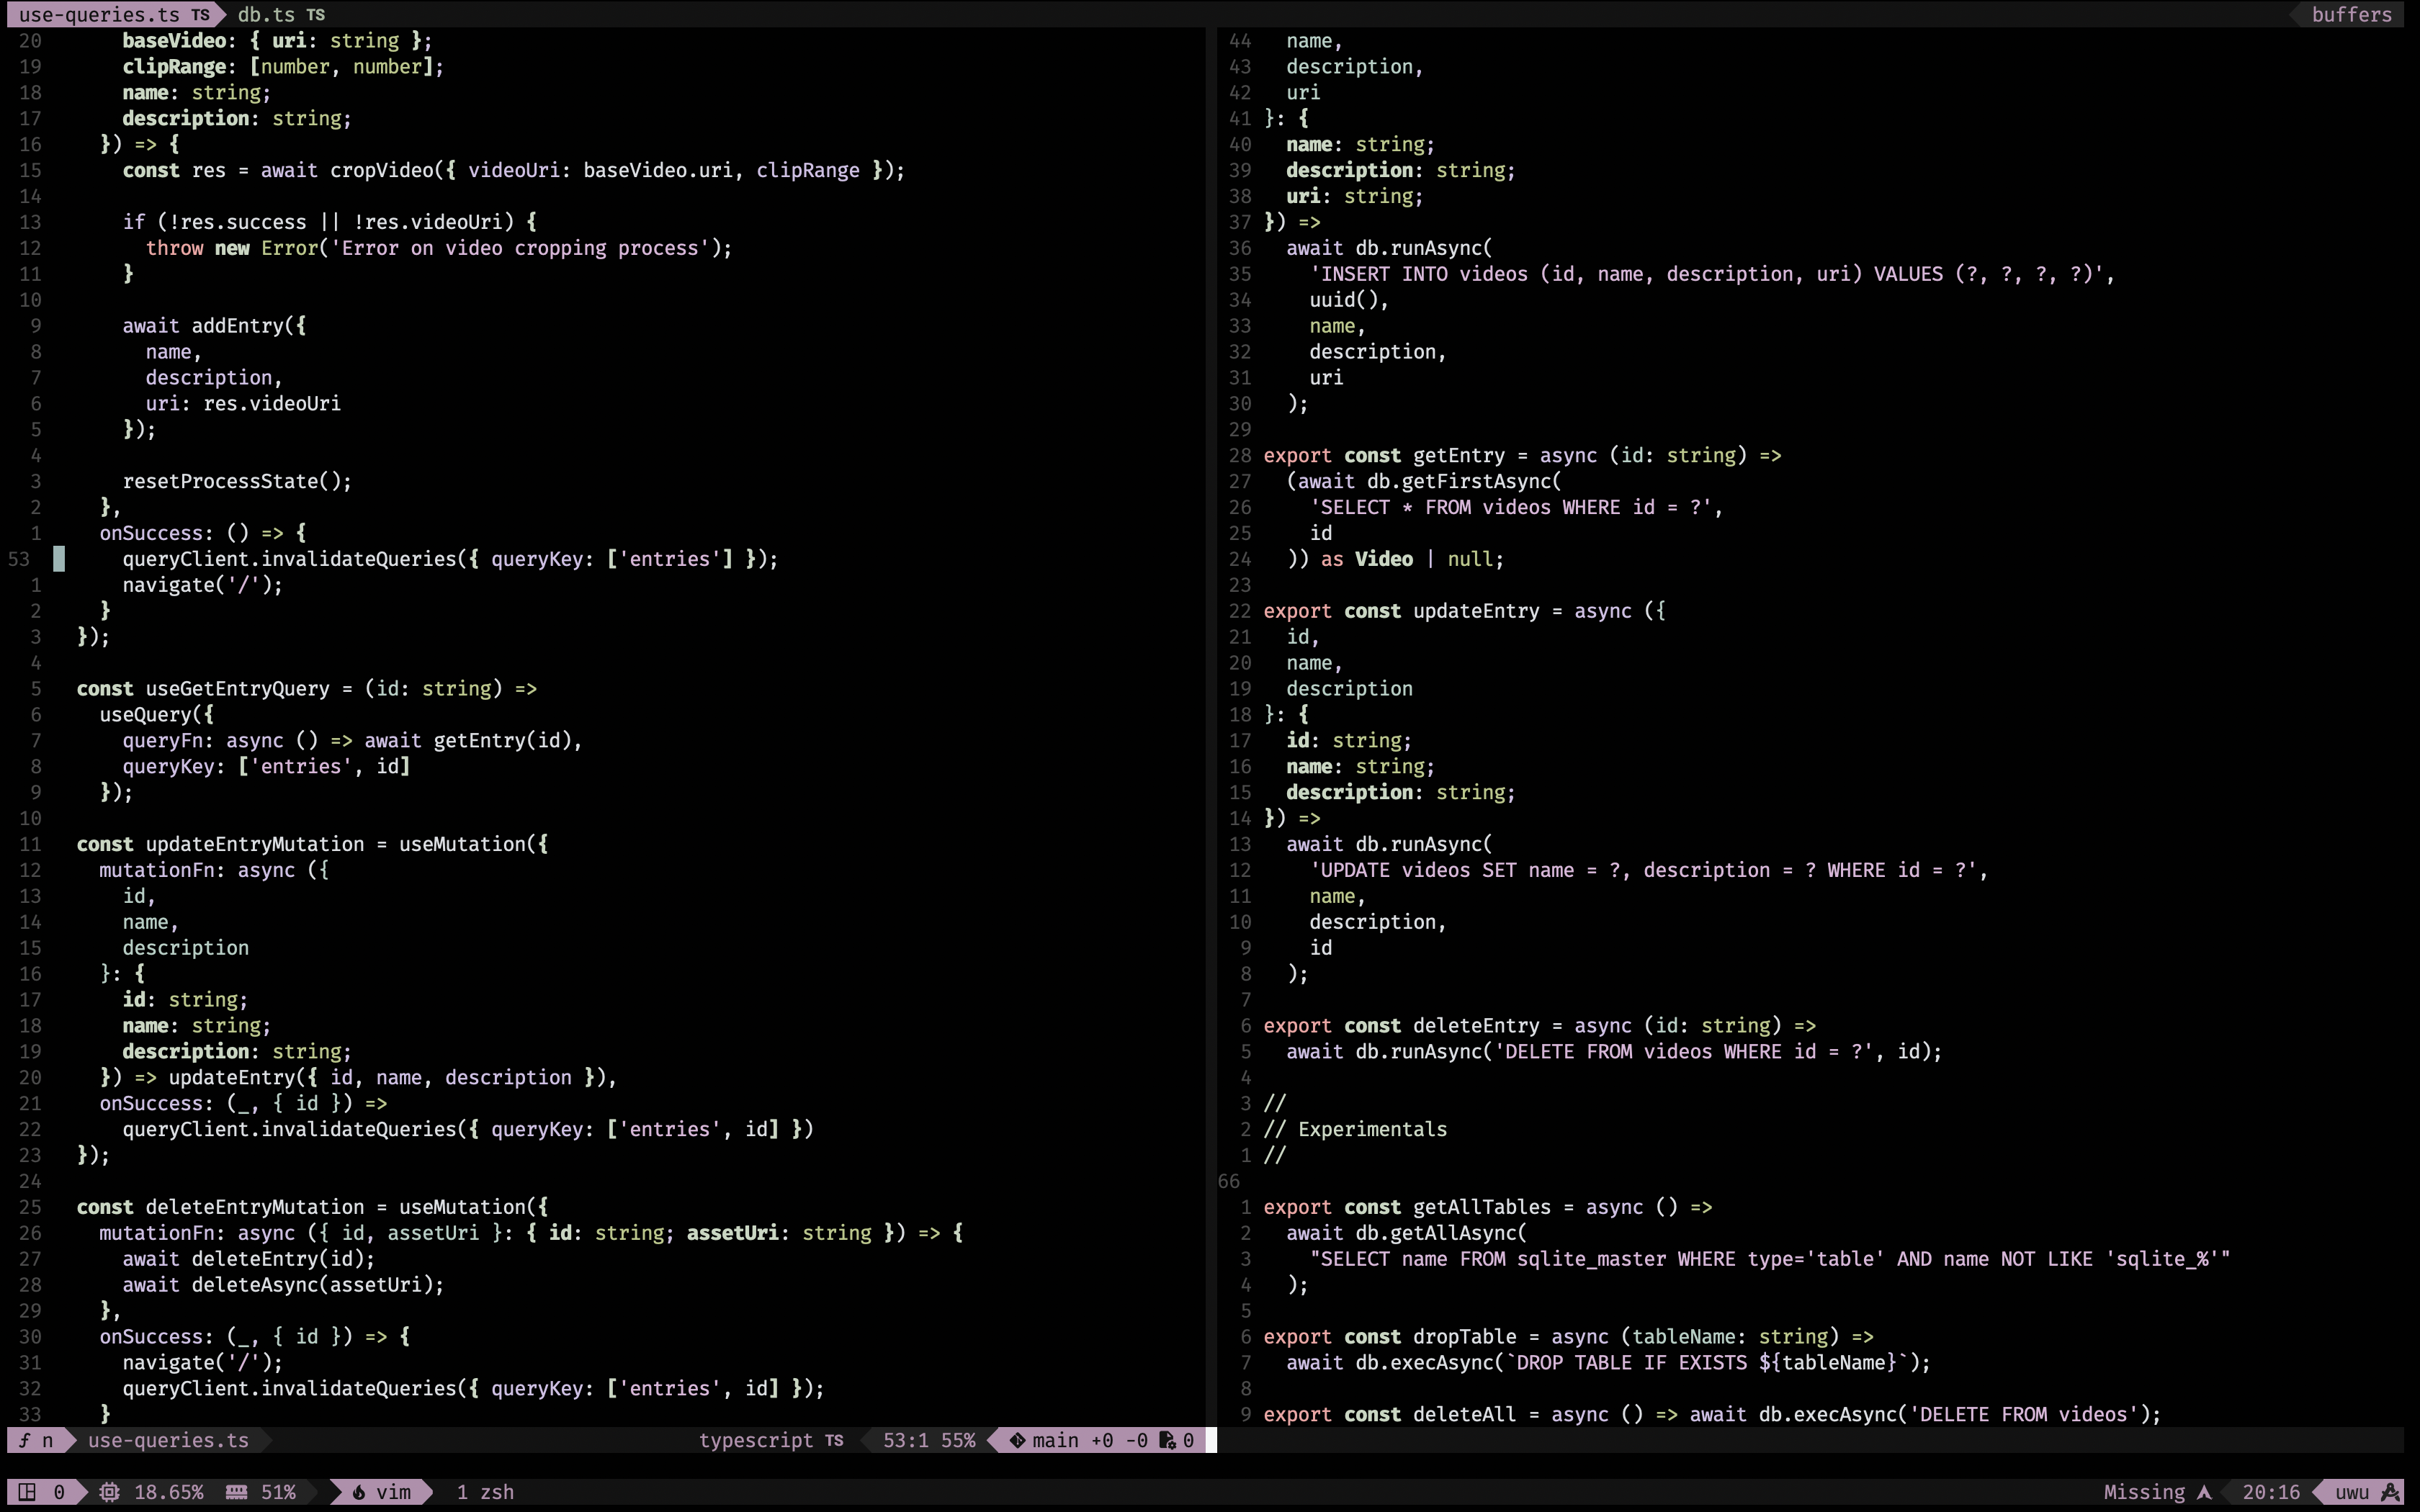 use-queries.ts TS db.ts TS buffers
20 baseVideo: { uri: string };
19 clipRange: [number, number];
18 name: string;
17 description: string;
16 }) => {
15 const res = await cropVideo({ videoUri: baseVideo.uri, clipRange });
14
13 if (!res.success || !res.videoUri) {
12 throw new Error('Error on video cropping process');
11 }
10
9 await addEntry({
8 name,
7 description,
6 uri: res.videoUri
5 });
4
3 resetProcessState();
2 },
1 onSuccess: () => {
53 queryClient.invalidateQueries({ queryKey: ['entries'] });
1 navigate('/');
2 }
3 });
4
5 const useGetEntryQuery = (id: string) =>
6 useQuery({
7 queryFn: async () => await getEntry(id),
8 queryKey: ['entries', id]
9 });
10
11 const updateEntryMutation = useMutation({
12 mutationFn: async ({
13 id,
14 name,
15 description
16 }: {
17 id: string;
18 name: string;
19 description: string;
20 }) => updateEntry({ id, name, description }),
21 onSuccess: (_, { id }) =>
22 queryClient.invalidateQueries({ queryKey: ['entries', id] })
23 });
24
25 const deleteEntryMutation = useMutation({
26 mutationFn: async ({ id, assetUri }: { id: string; assetUri: string }) => {
27 await deleteEntry(id);
28 await deleteAsync(assetUri);
29 },
30 onSuccess: (_, { id }) => {
31 navigate('/');
32 queryClient.invalidateQueries({ queryKey: ['entries', id] });
33 }
44 name,
43 description,
42 uri
41 }: {
40 name: string;
39 description: string;
38 uri: string;
37 }) =>
36 await db.runAsync(
35 'INSERT INTO videos (id, name, description, uri) VALUES (?, ?, ?, ?)',
34 uuid(),
33 name,
32 description,
31 uri
30 );
29
28 export const getEntry = async (id: string) =>
27 (await db.getFirstAsync(
26 'SELECT * FROM videos WHERE id = ?',
25 id
24 )) as Video | null;
23
22 export const updateEntry = async ({
21 id,
20 name,
19 description
18 }: {
17 id: string;
16 name: string;
15 description: string;
14 }) =>
13 await db.runAsync(
12 'UPDATE videos SET name = ?, description = ? WHERE id = ?',
11 name,
10 description,
9 id
8 );
7
6 export const deleteEntry = async (id: string) =>
5 await db.runAsync('DELETE FROM videos WHERE id = ?', id);
4
3 //
2 // Experimentals
1 //
66
1 export const getAllTables = async () =>
2 await db.getAllAsync(
3 "SELECT name FROM sqlite_master WHERE type='table' AND name NOT LIKE 'sqlite_%'"
4 );
5
6 export const dropTable = async (tableName: string) =>
7 await db.execAsync(`DROP TABLE IF EXISTS ${tableName}`);
8
9 export const deleteAll = async () => await db.execAsync('DELETE FROM videos');
f n use-queries.ts typescript TS 53:1 55% main +0 -0 0
0 18.65% 51% vim 1 zsh Missing 20:16 uwu